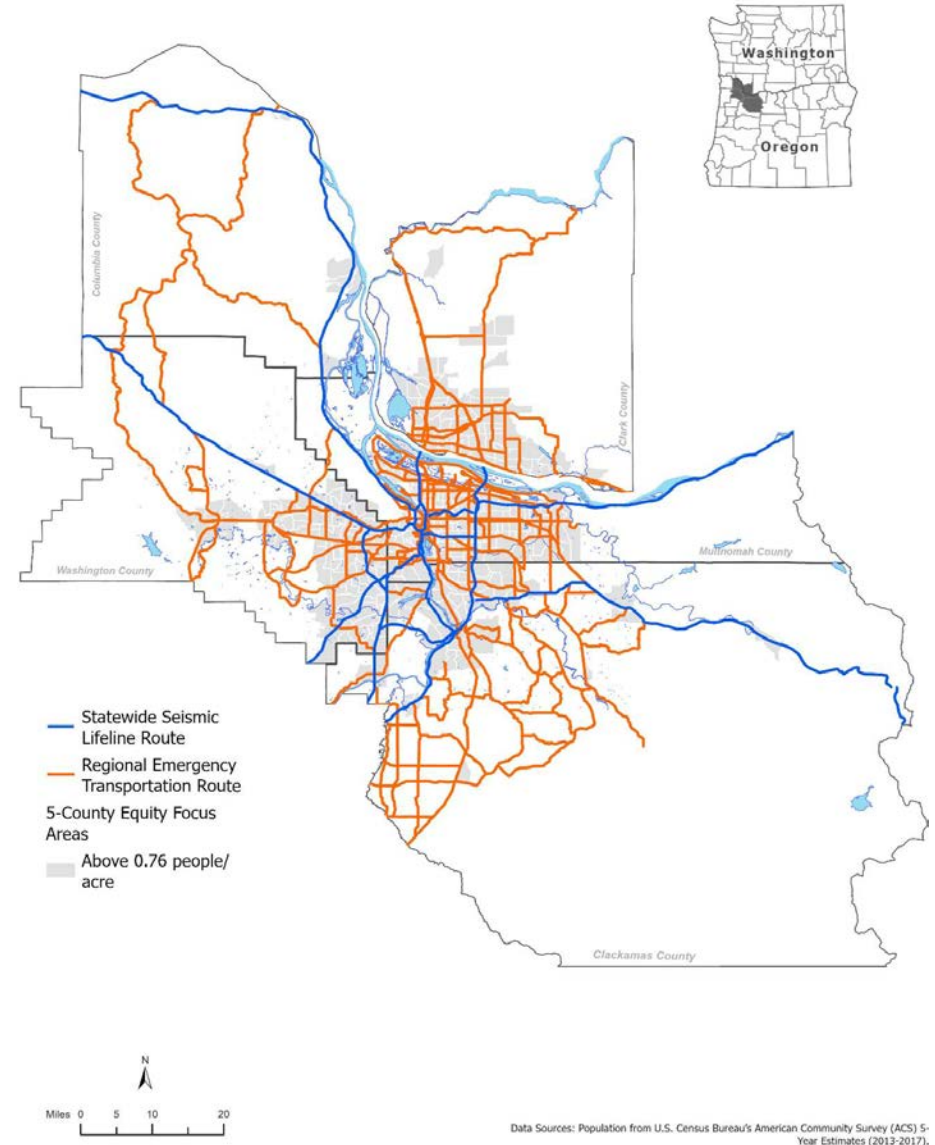 Washington
Oregon
Columbia County
Clark County
Multnomah County
Washington County
Statewide Seismic
Lifeline Route
Regional Emergency
Transportation Route
5-County Equity Focus
Areas
Above 0.76 people/
acre
Clackamas County
N
Miles 0 5 10 20
Data Sources: Population from U.S. Census Bureau's American Community Survey (ACS) 5-
Year Estimates (2013-2017).